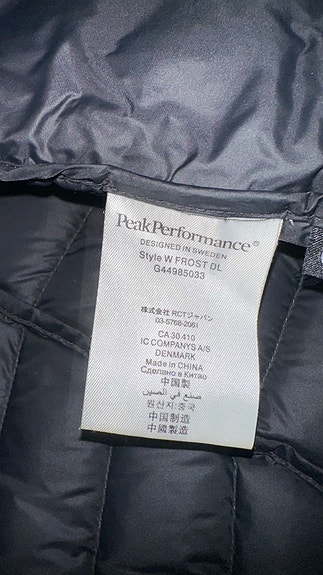 PeakPerformance®
DESIGNED IN SWEDEN
Style W FROST DL
G44985033
株式会社 RCTジャパン
03-5768-2061
CA 30 410
IC COMPANYS A/S
DENMARK
Made in CHINA
Сделано в Китае
中国製
صنع في الصين
원산지:중국
中国制造
中國製造